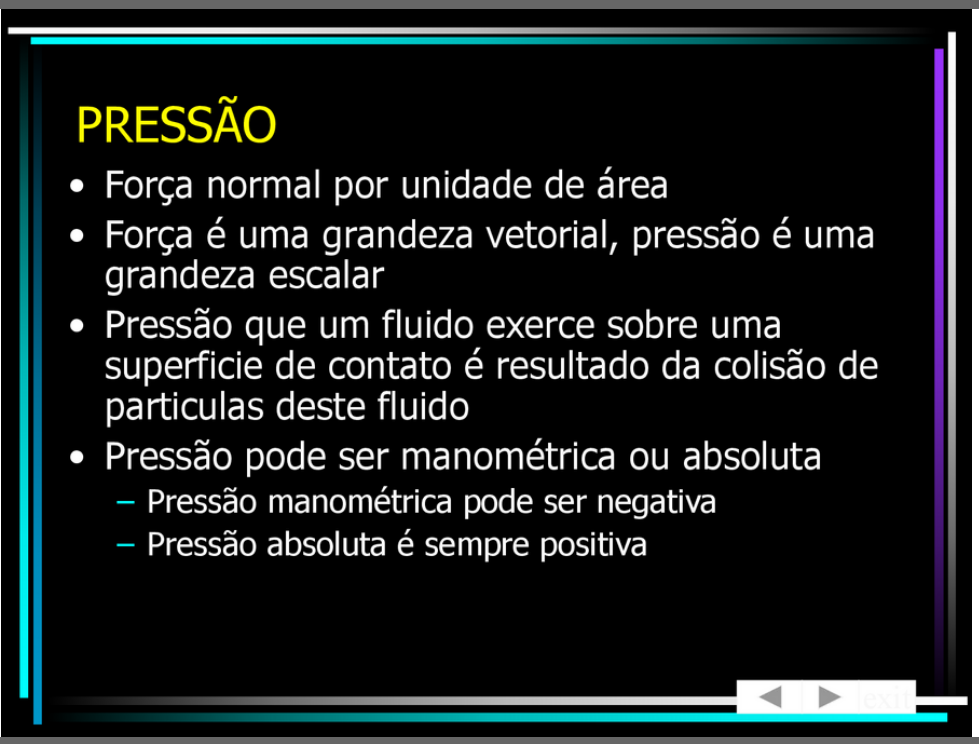 PRESSÃO
• Força normal por unidade de área
• Força é uma grandeza vetorial, pressão é uma
grandeza escalar
• Pressão que um fluido exerce sobre uma
superficie de contato é resultado da colisão de
particulas deste fluido
• Pressão pode ser manométrica ou absoluta
– Pressão manométrica pode ser negativa
– Pressão absoluta é sempre positiva
exit